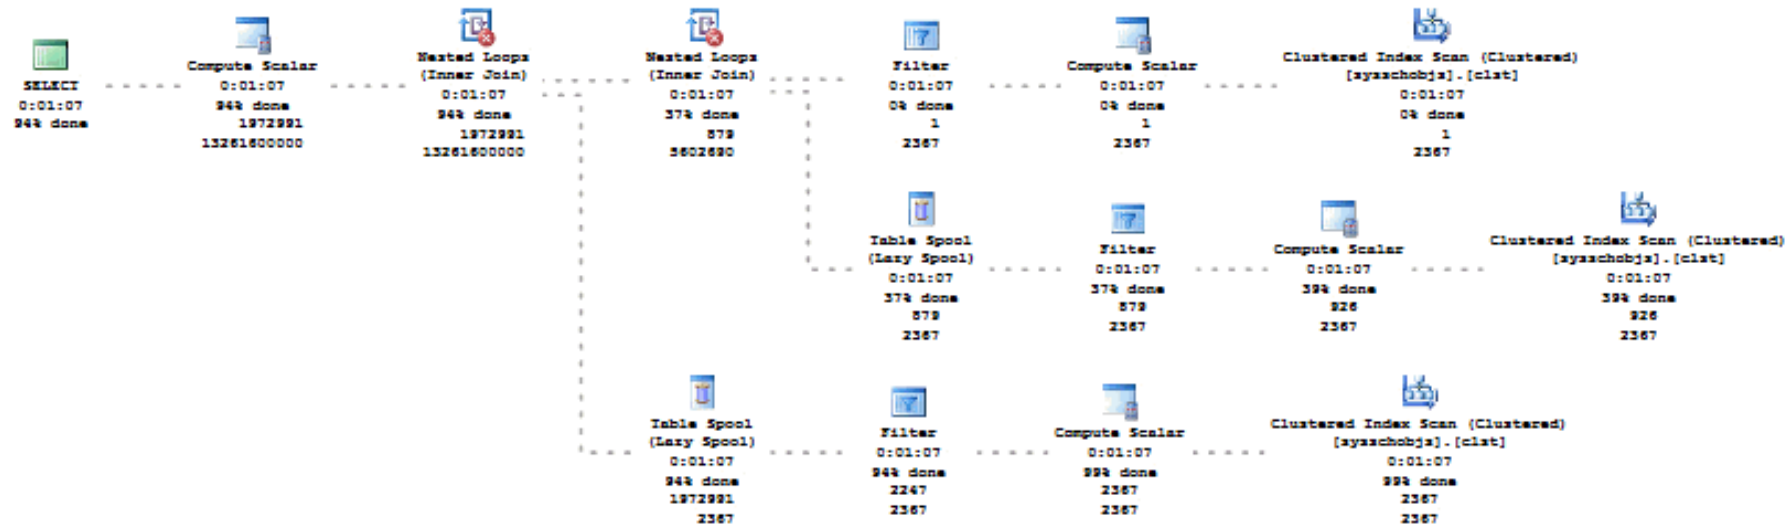 SELECT
0:01:07
94% done
Compute Scalar
0:01:07
94% done
1972991
13261600000
Nested Loops
(Inner Join)
0:01:07
94% done
1972991
13261600000
Nested Loops
(Inner Join)
0:01:07
37% done
879
5602690
Filter
0:01:07
0% done
1
2367
Compute Scalar
0:01:07
0% done
1
2367
Clustered Index Scan (Clustered)
[sysschobjs].[clst]
0:01:07
0% done
1
2367
Table Spool
(Lazy Spool)
0:01:07
37% done
879
2367
Filter
0:01:07
37% done
879
2367
Compute Scalar
0:01:07
39% done
926
2367
Clustered Index Scan (Clustered)
[sysschobjs].[clst]
0:01:07
39% done
926
2367
Table Spool
(Lazy Spool)
0:01:07
94% done
1972991
2367
Filter
0:01:07
94% done
2247
2367
Compute Scalar
0:01:07
99% done
2367
2367
Clustered Index Scan (Clustered)
[sysschobjs].[clst]
0:01:07
99% done
2367
2367